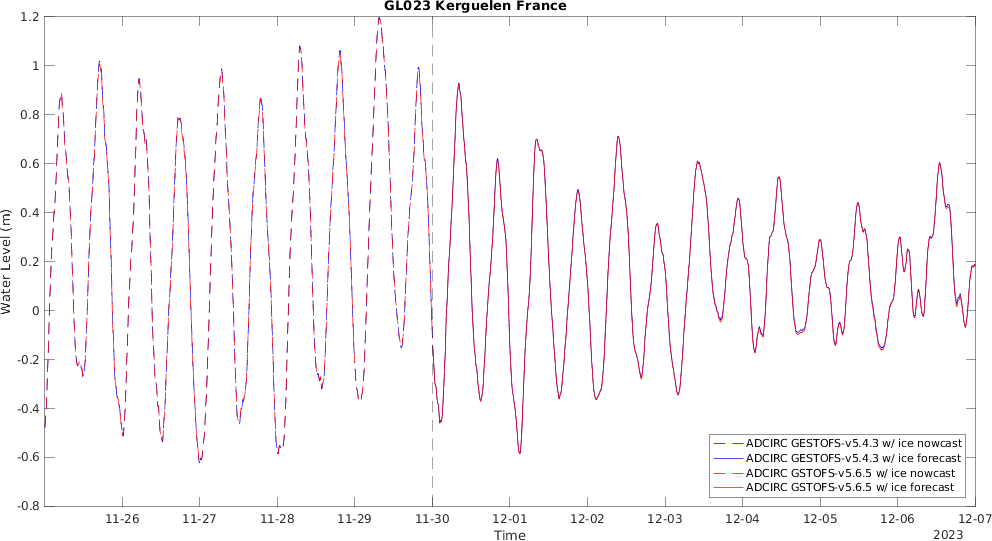 GL023 Kerguelen France
1.2
1
0.8
0.6
0.4
0.2
0
-0.2
-0.4
-0.6
-0.8
Water Level (m)
ADCIRC GESTOFS-v5.4.3 w/ ice nowcast
ADCIRC GESTOFS-v5.4.3 w/ ice forecast
ADCIRC GSTOFS-v5.6.5 w/ ice nowcast
ADCIRC GSTOFS-v5.6.5 w/ ice forecast
11-26 11-27 11-28 11-29 11-30 12-01 12-02 12-03 12-04 12-05 12-06 12-07
Time
2023